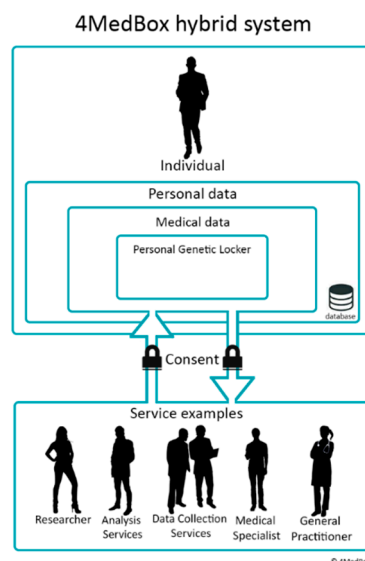 4MedBox hybrid system
Individual
Personal data
Medical data
Personal Genetic Locker
database
Consent
Service examples
Researcher
Analysis
Services
Data Collection
Services
Medical
Specialist
General
Practitioner